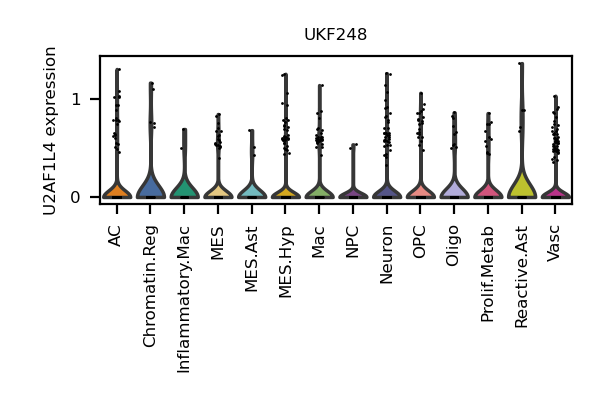 UKF248
U2AF1L4 expression
1
0
AC
Chromatin.Reg
Inflammatory.Mac
MES
MES.Ast
MES.Hyp
Mac
NPC
Neuron
OPC
Oligo
Prolif.Metab
Reactive.Ast
Vasc